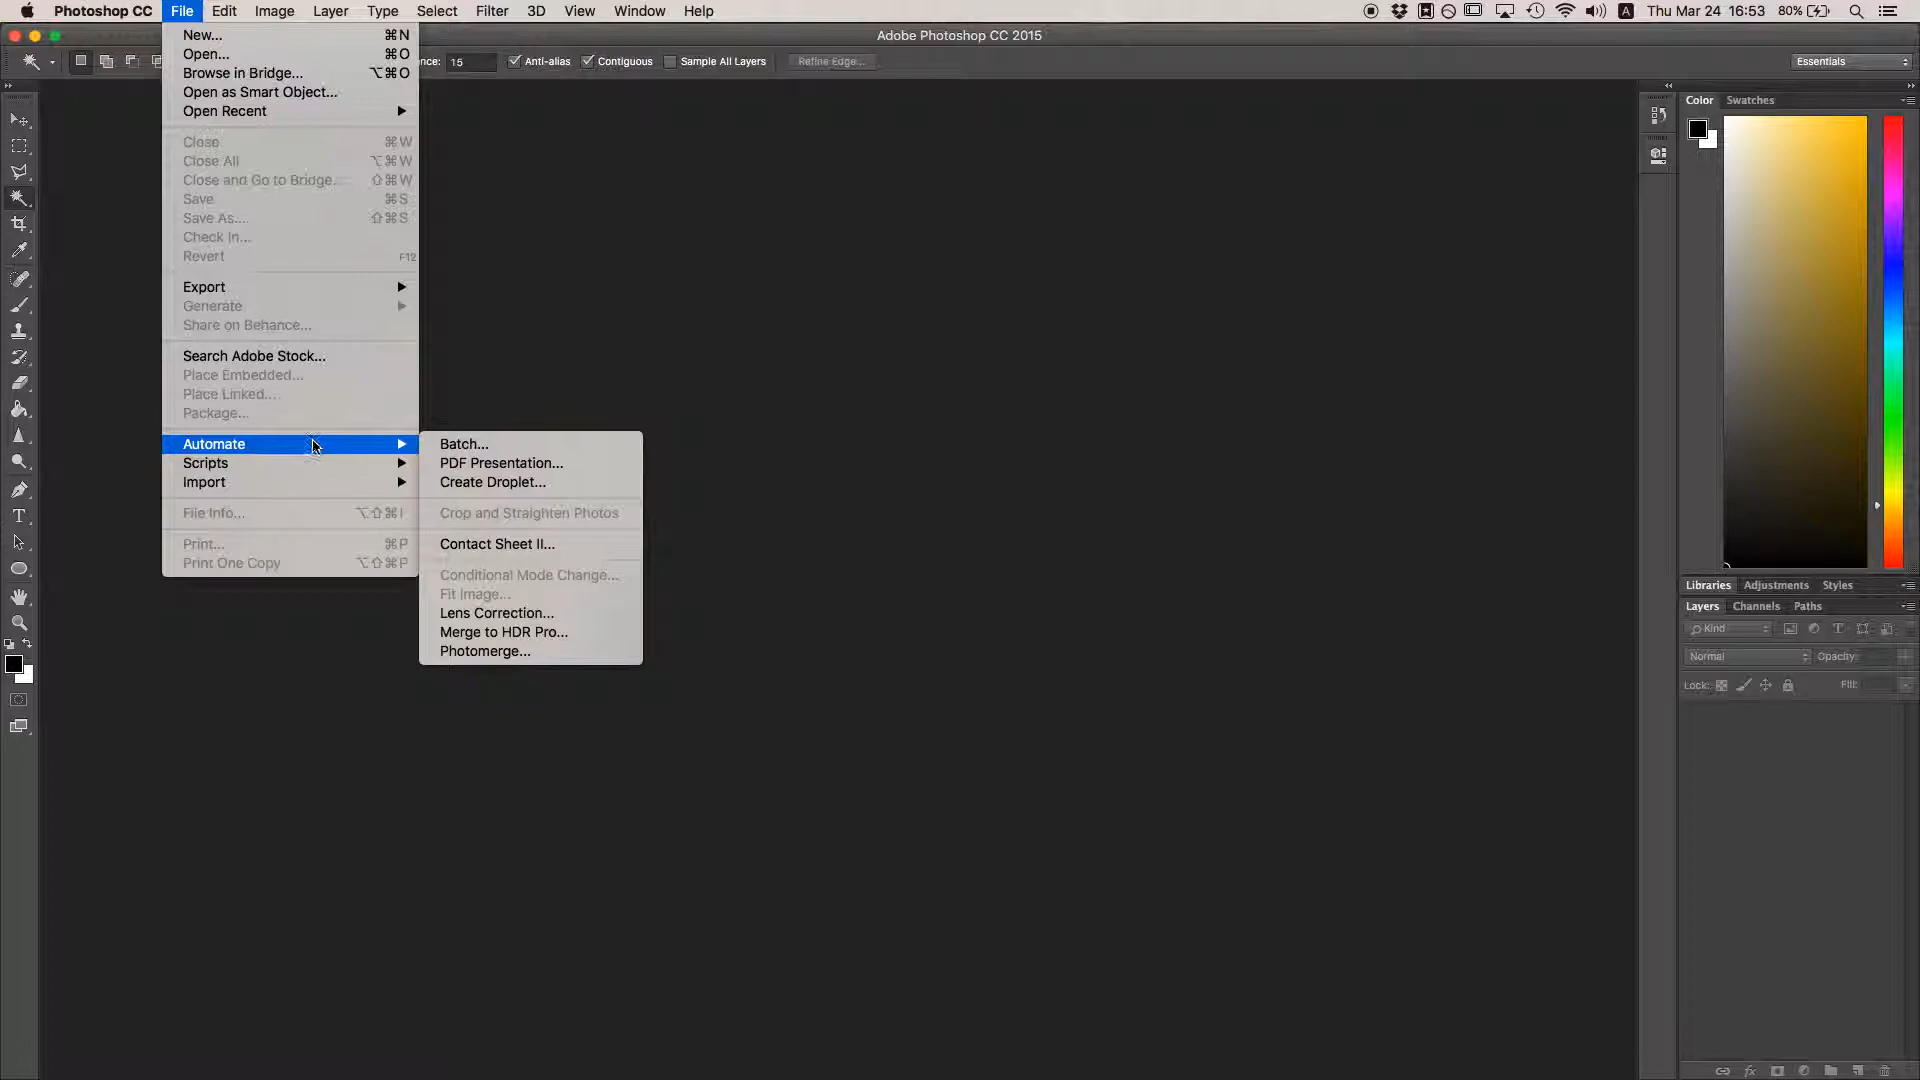 Photoshop CC File Edit Image Layer Type Select Filter 3D View Window Help A Thu Mar 24 16:53 80%
Adobe Photoshop CC 2015
nce: 15 Anti-alias Contiguous Sample All Layers Refine Edge... Essentials
New... ⌘N
Open... ⌘O
Browse in Bridge... ⌥⌘O
Open as Smart Object...
Open Recent
Close ⌘W
Close All ⌥⌘W
Close and Go to Bridge... ⇧⌘W
Save ⌘S
Save As... ⇧⌘S
Check In...
Revert F12
Export
Generate
Share on Behance...
Search Adobe Stock...
Place Embedded...
Place Linked...
Package...
Automate
Scripts
Import
File Info... ⌥⇧⌘I
Print... ⌘P
Print One Copy ⌥⇧⌘P
Batch...
PDF Presentation...
Create Droplet...
Crop and Straighten Photos
Contact Sheet II...
Conditional Mode Change...
Fit Image...
Lens Correction...
Merge to HDR Pro...
Photomerge...
Color Swatches
Libraries Adjustments Styles
Layers Channels Paths
Kind
Normal Opacity:
Lock: Fill: